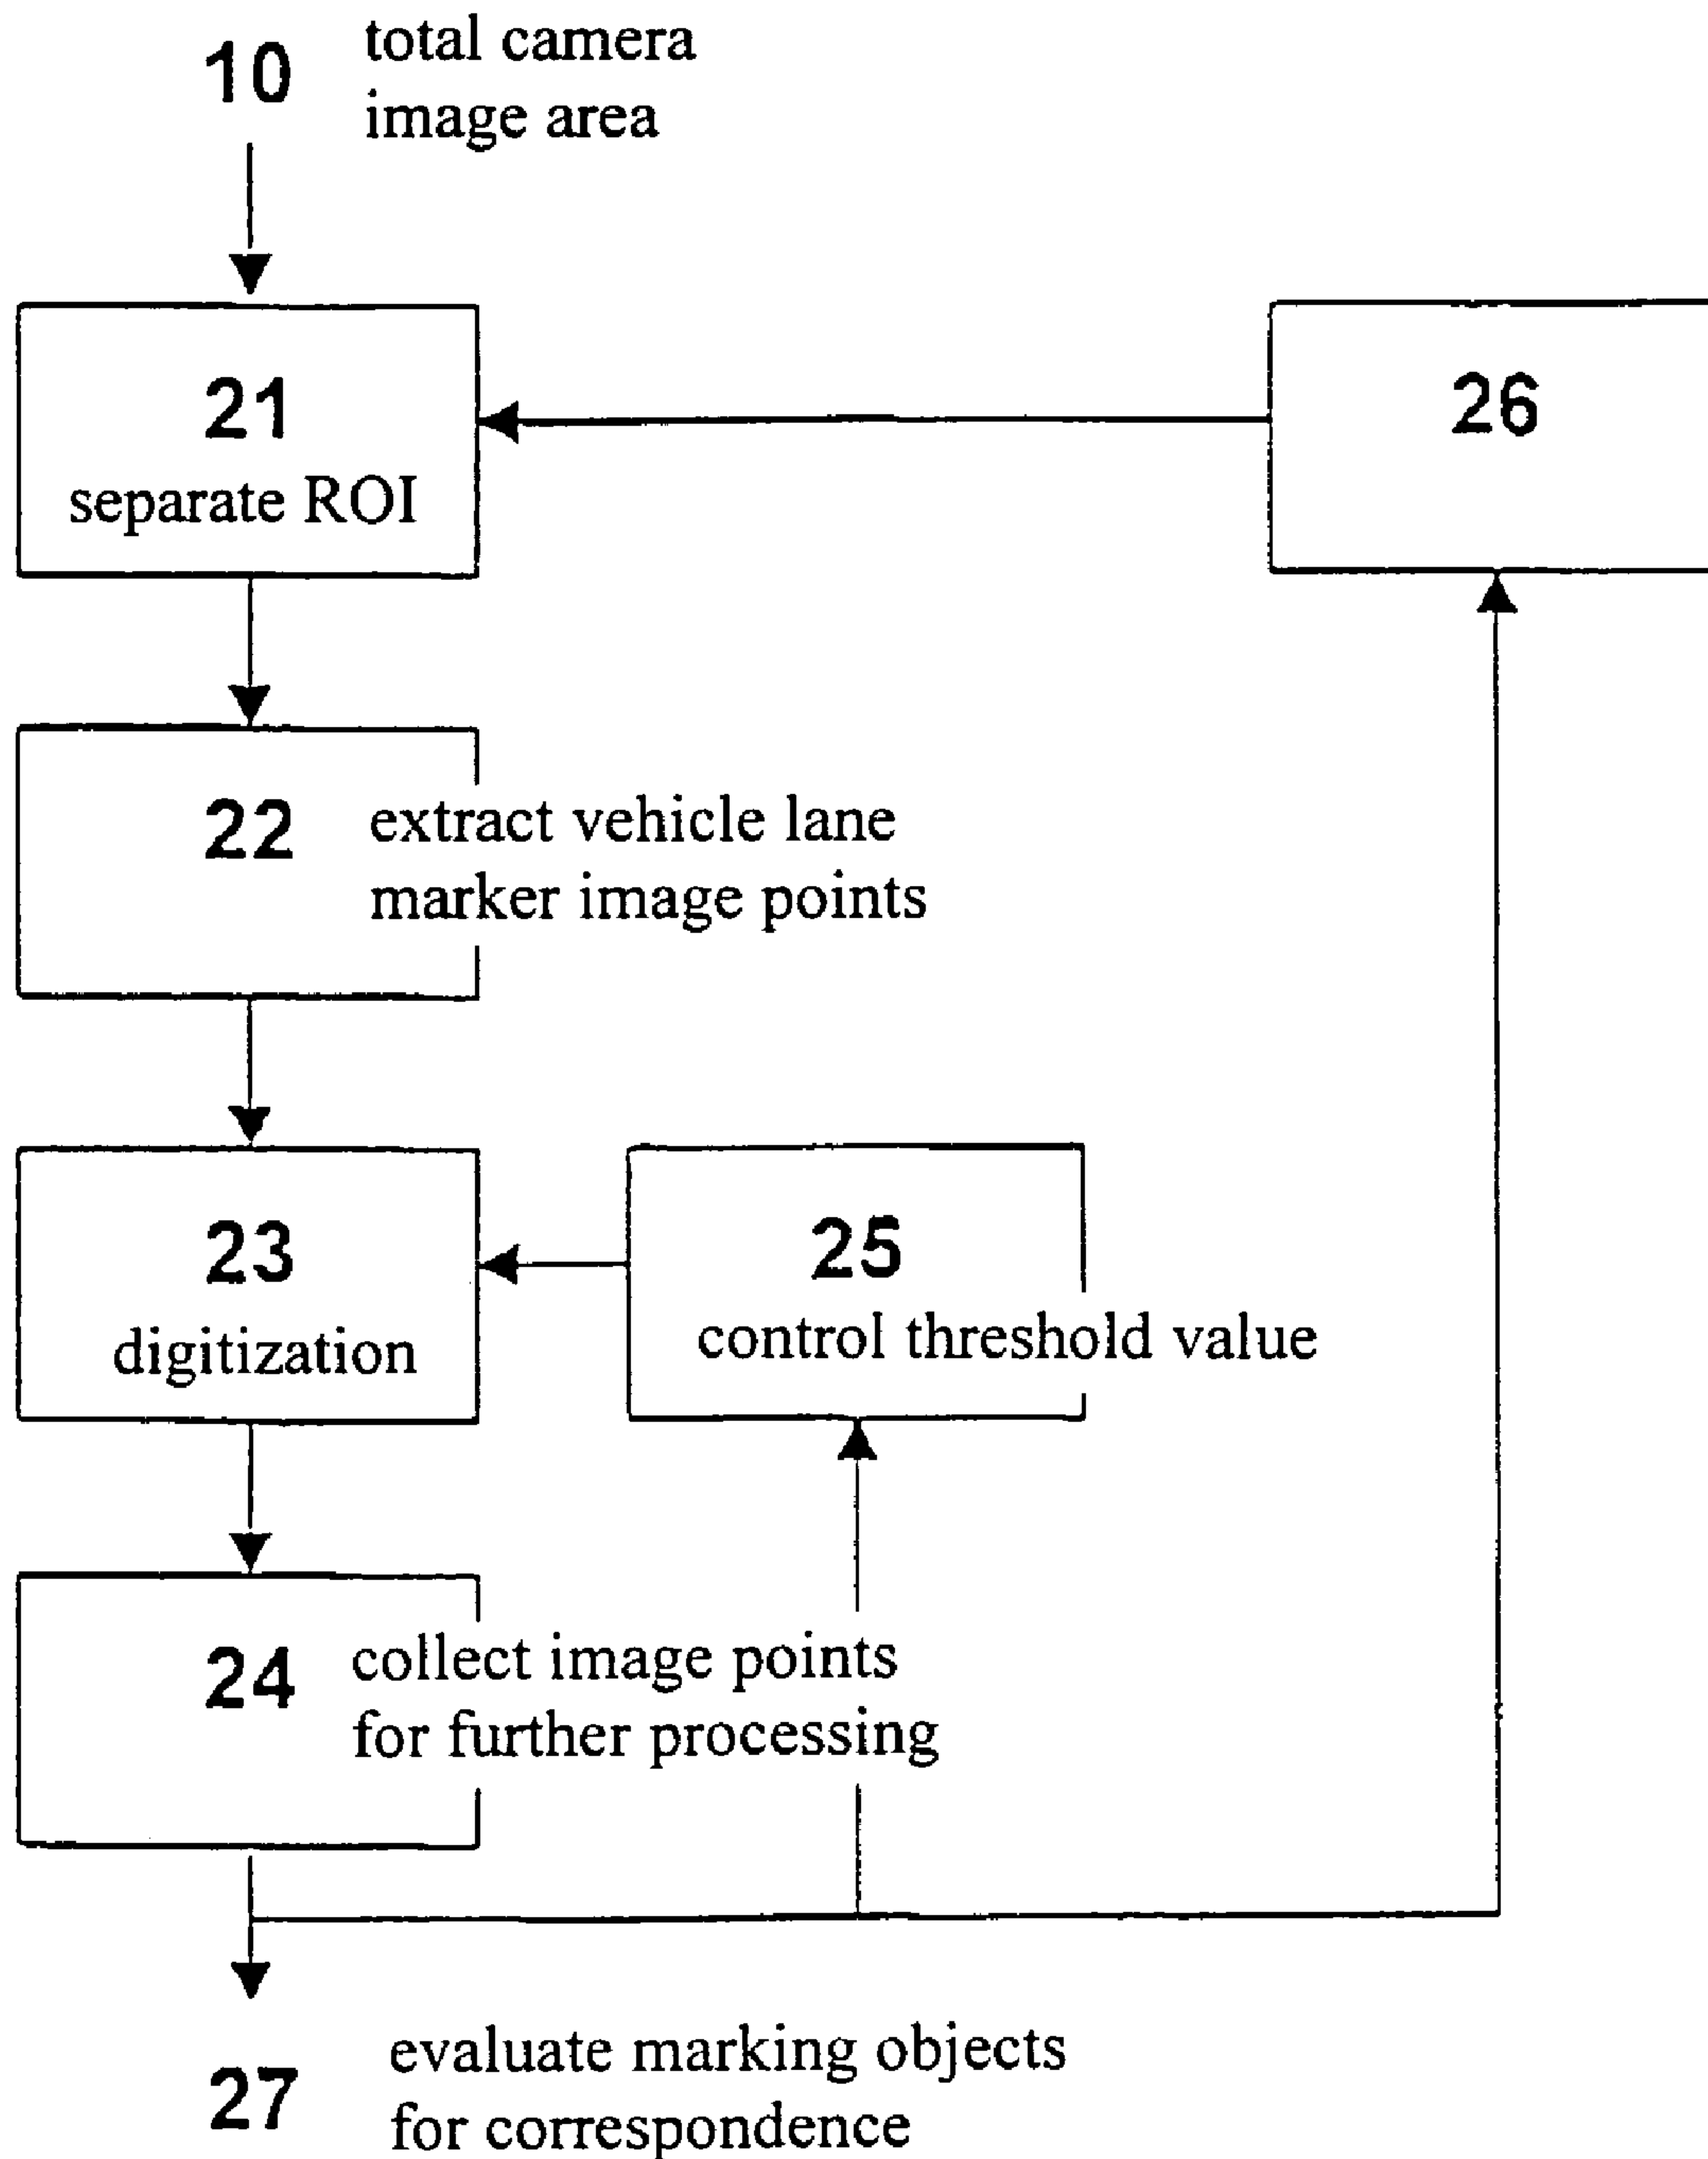 10
total camera
image area
21
separate ROI
26
22
extract vehicle lane
marker image points
23
digitization
25
control threshold value
24
collect image points
for further processing
27
evaluate marking objects
for correspondence